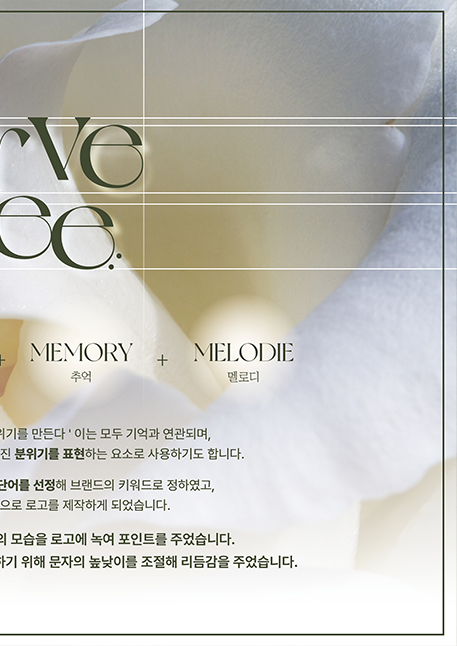 rve
ee.
+ MEMORY + MELODIE
추억 멜로디
위기를 만든다 ' 이는 모두 기억과 연관되며,
진 분위기를 표현하는 요소로 사용하기도 합니다.
단어를 선정해 브랜드의 키워드로 정하였고,
으로 로고를 제작하게 되었습니다.
의 모습을 로고에 녹여 포인트를 주었습니다.
하기 위해 문자의 높낮이를 조절해 리듬감을 주었습니다.